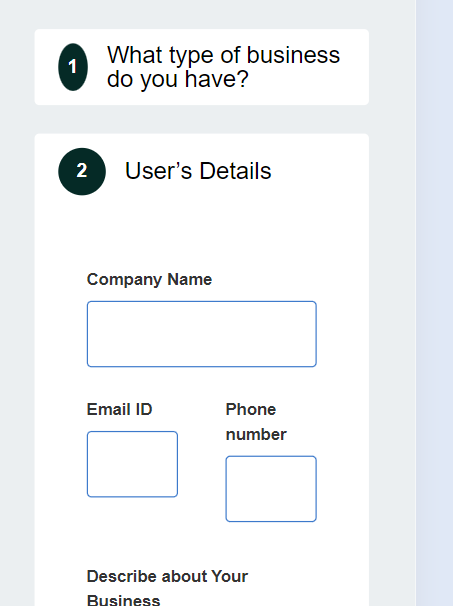 1
What type of business
do you have?
2
User’s Details
Company Name
Email ID
Phone
number
Describe about Your
Business